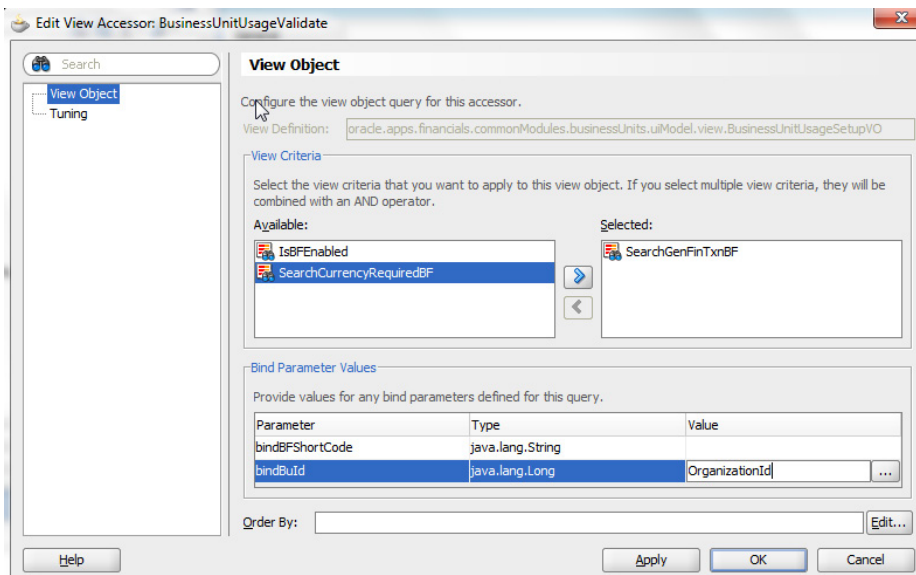 Edit View Accessor: BusinessUnitUsageValidate
Search
View Object
Tuning
View Object
Configure the view object query for this accessor.
View Definition: oracle.apps.financials.commonModules.businessUnits.uiModel.view.BusinessUnitUsageSetupVO
View Criteria
Select the view criteria that you want to apply to this view object. If you select multiple view criteria, they will be
combined with an AND operator.
Available: Selected:
IsBFEnabled SearchGenFinTxnBF
SearchCurrencyRequiredBF
Bind Parameter Values
Provide values for any bind parameters defined for this query.
Parameter Type Value
bindBFShortCode java.lang.String
bindBuId java.lang.Long OrganizationId ...
Order By: Edit...
Help Apply OK Cancel